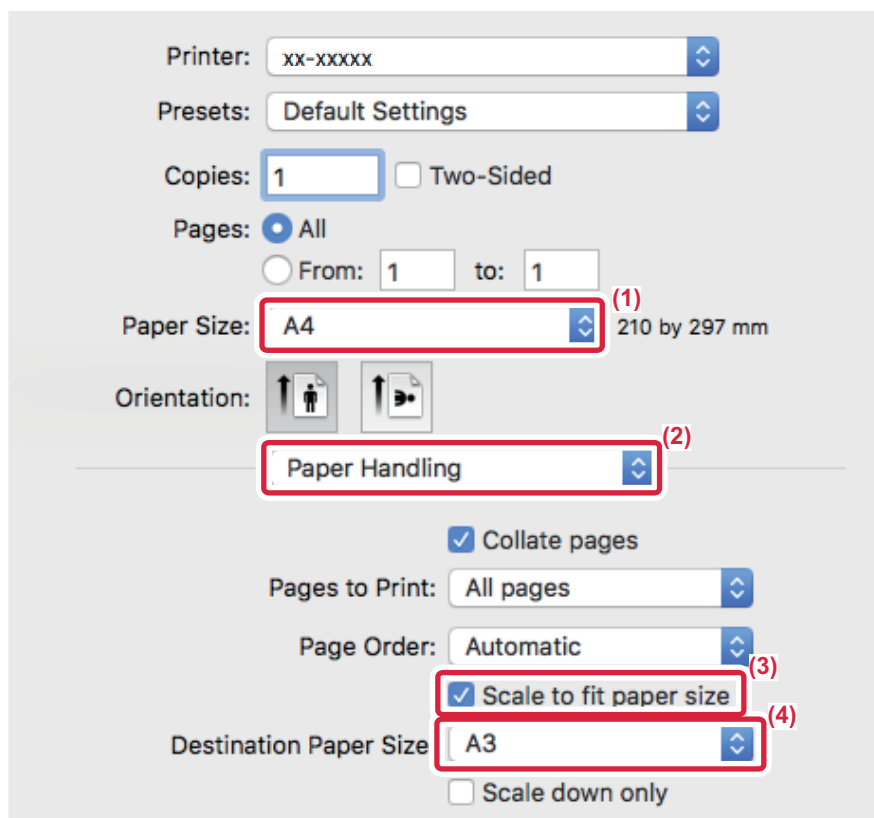 Printer: xx-xxxxx
Presets: Default Settings
Copies: 1 Two-Sided
Pages: All
From: 1 to: 1
(1)
Paper Size: A4 210 by 297 mm
Orientation:
(2)
Paper Handling
Collate pages
Pages to Print: All pages
Page Order: Automatic
(3)
Scale to fit paper size
(4)
Destination Paper Size A3
Scale down only